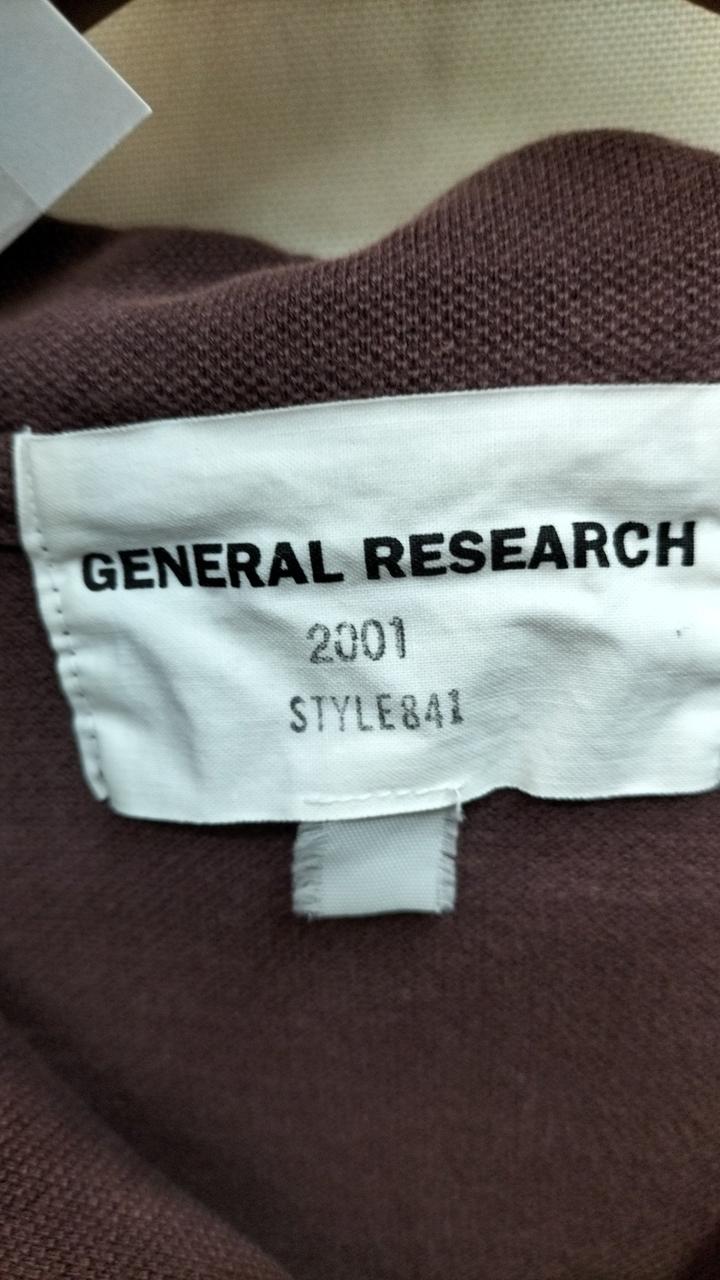 GENERAL RESEARCH
2001
STYLE841